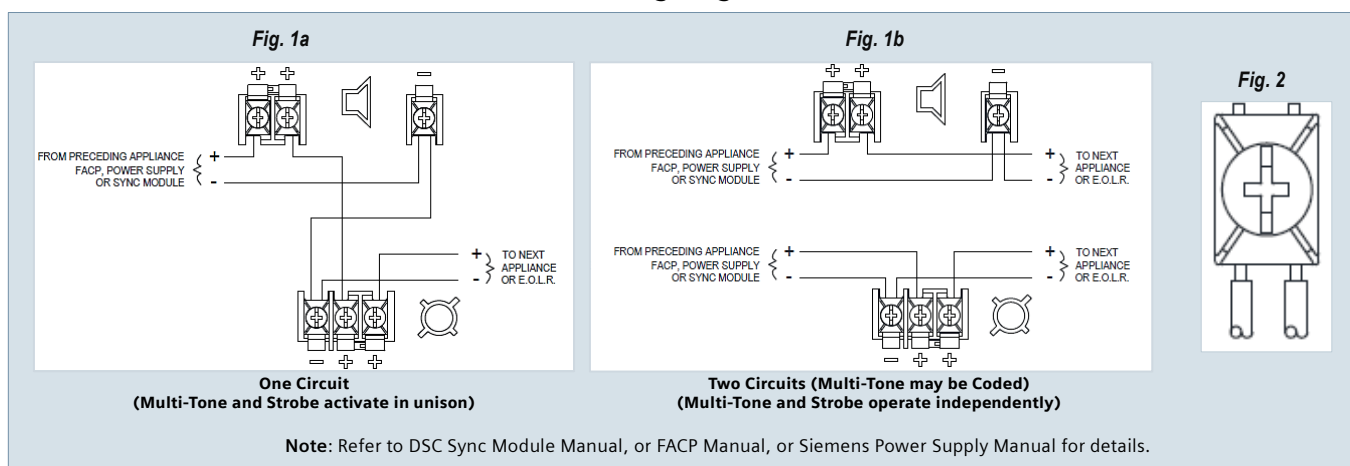 Fig. 1a
+ +
-
FROM PRECEDING APPLIANCE +
FACP, POWER SUPPLY
OR SYNC MODULE -
+ TO NEXT
APPLIANCE
- OR E.O.L.R.
- + +
One Circuit
(Multi-Tone and Strobe activate in unison)
Fig. 1b
+ +
-
FROM PRECEDING APPLIANCE +
FACP, POWER SUPPLY
OR SYNC MODULE -
+ TO NEXT
APPLIANCE
- OR E.O.L.R.
FROM PRECEDING APPLIANCE +
FACP, POWER SUPPLY
OR SYNC MODULE -
+ TO NEXT
APPLIANCE
- OR E.O.L.R.
- + +
Two Circuits (Multi-Tone may be Coded)
(Multi-Tone and Strobe operate independently)
Fig. 2
Note: Refer to DSC Sync Module Manual, or FACP Manual, or Siemens Power Supply Manual for details.